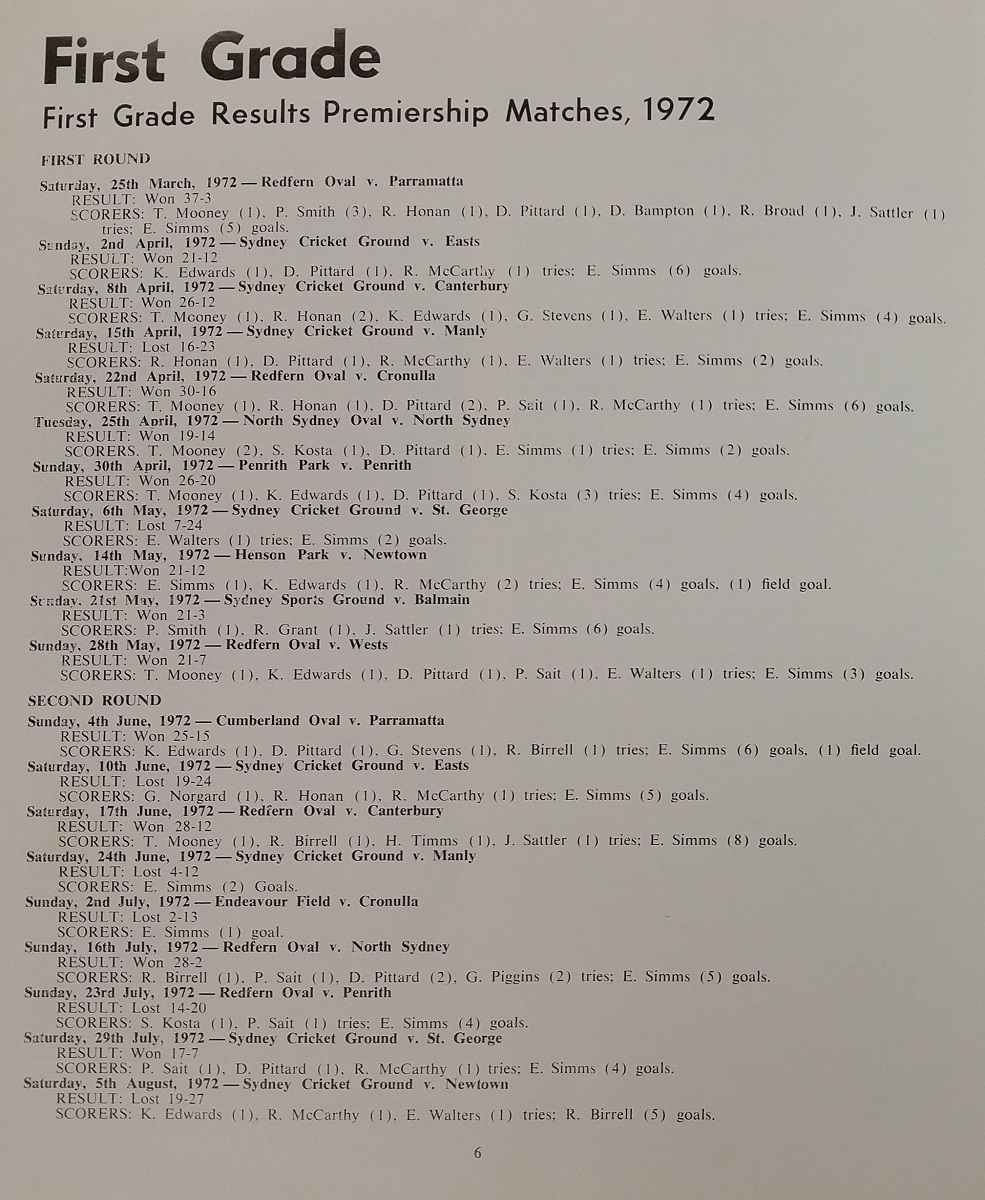 First Grade
First Grade Results Premiership Matches, 1972
FIRST ROUND
Saturday, 25th March, 1972 — Redfern Oval v. Parramatta
RESULT: Won 37-3
SCORERS: T. Mooney (1), P. Smith (3), R. Honan (1), D. Pittard (1), D. Bampton (1), R. Broad (1), J. Sattler (1)
tries; E. Simms (5) goals.
Sunday, 2nd April, 1972 — Sydney Cricket Ground v. Easts
RESULT: Won 21-12
SCORERS: K. Edwards (1), D. Pittard (1), R. McCarthy (1) tries; E. Simms (6) goals.
Saturday, 8th April, 1972 — Sydney Cricket Ground v. Canterbury
RESULT: Won 26-12
SCORERS: T. Mooney (1), R. Honan (2), K. Edwards (1), G. Stevens (1), E. Walters (1) tries; E. Simms (4) goals.
Saturday, 15th April, 1972 — Sydney Cricket Ground v. Manly
RESULT: Lost 16-23
SCORERS: R. Honan (1), D. Pittard (1), R. McCarthy (1), E. Walters (1) tries; E. Simms (2) goals.
Saturday, 22nd April, 1972 — Redfern Oval v. Cronulla
RESULT: Won 30-16
SCORERS: T. Mooney (1), R. Honan (1), D. Pittard (2), P. Sait (1), R. McCarthy (1) tries; E. Simms (6) goals.
Tuesday, 25th April, 1972 — North Sydney Oval v. North Sydney
RESULT: Won 19-14
SCORERS. T. Mooney (2), S. Kosta (1), D. Pittard (1), E. Simms (1) tries; E. Simms (2) goals.
Sunday, 30th April, 1972 — Penrith Park v. Penrith
RESULT: Won 26-20
SCORERS: T. Mooney (1), K. Edwards (1), D. Pittard (1), S. Kosta (3) tries; E. Simms (4) goals.
Saturday, 6th May, 1972 — Sydney Cricket Ground v. St. George
RESULT: Lost 7-24
SCORERS: E. Walters (1) tries; E. Simms (2) goals.
Sunday, 14th May, 1972 — Henson Park v. Newtown
RESULT:Won 21-12
SCORERS: E. Simms (1), K. Edwards (1), R. McCarthy (2) tries; E. Simms (4) goals, (1) field goal.
Sunday, 21st May, 1972 — Sydney Sports Ground v. Balmain
RESULT: Won 21-3
SCORERS: P. Smith (1), R. Grant (1), J. Sattler (1) tries; E. Simms (6) goals.
Sunday, 28th May, 1972 — Redfern Oval v. Wests
RESULT: Won 21-7
SCORERS: T. Mooney (1), K. Edwards (1), D. Pittard (1), P. Sait (1), E. Walters (1) tries; E. Simms (3) goals.
SECOND ROUND
Sunday, 4th June, 1972 — Cumberland Oval v. Parramatta
RESULT: Won 25-15
SCORERS: K. Edwards (1), D. Pittard (1), G. Stevens (1), R. Birrell (1) tries; E. Simms (6) goals, (1) field goal.
Saturday, 10th June, 1972 — Sydney Cricket Ground v. Easts
RESULT: Lost 19-24
SCORERS: G. Norgard (1), R. Honan (1), R. McCarthy (1) tries; E. Simms (5) goals.
Saturday, 17th June, 1972 — Redfern Oval v. Canterbury
RESULT: Won 28-12
SCORERS: T. Mooney (1), R. Birrell (1), H. Timms (1), J. Sattler (1) tries; E. Simms (8) goals.
Saturday, 24th June, 1972 — Sydney Cricket Ground v. Manly
RESULT: Lost 4-12
SCORERS: E. Simms (2) Goals.
Sunday, 2nd July, 1972 — Endeavour Field v. Cronulla
RESULT: Lost 2-13
SCORERS: E. Simms (1) goal.
Sunday, 16th July, 1972 — Redfern Oval v. North Sydney
RESULT: Won 28-2
SCORERS: R. Birrell (1), P. Sait (1), D. Pittard (2), G. Piggins (2) tries; E. Simms (5) goals.
Sunday, 23rd July, 1972 — Redfern Oval v. Penrith
RESULT: Lost 14-20
SCORERS: S. Kosta (1), P. Sait (1) tries; E. Simms (4) goals.
Saturday, 29th July, 1972 — Sydney Cricket Ground v. St. George
RESULT: Won 17-7
SCORERS: P. Sait (1), D. Pittard (1), R. McCarthy (1) tries; E. Simms (4) goals.
Saturday, 5th August, 1972 — Sydney Cricket Ground v. Newtown
RESULT: Lost 19-27
SCORERS: K. Edwards (1), R. McCarthy (1), E. Walters (1) tries; R. Birrell (5) goals.
6